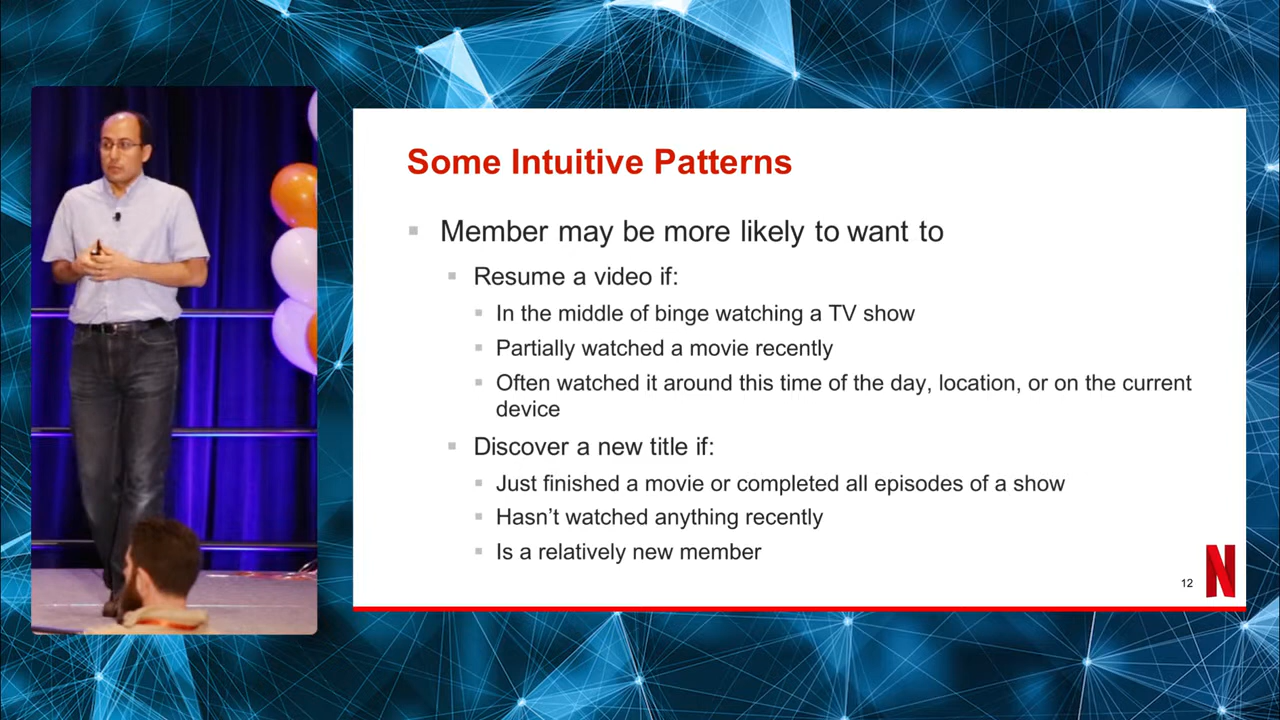 Some Intuitive Patterns
Member may be more likely to want to
Resume a video if:
In the middle of binge watching a TV show
Partially watched a movie recently
Often watched it around this time of the day, location, or on the current
device
Discover a new title if:
Just finished a movie or completed all episodes of a show
Hasn’t watched anything recently
Is a relatively new member
12
N